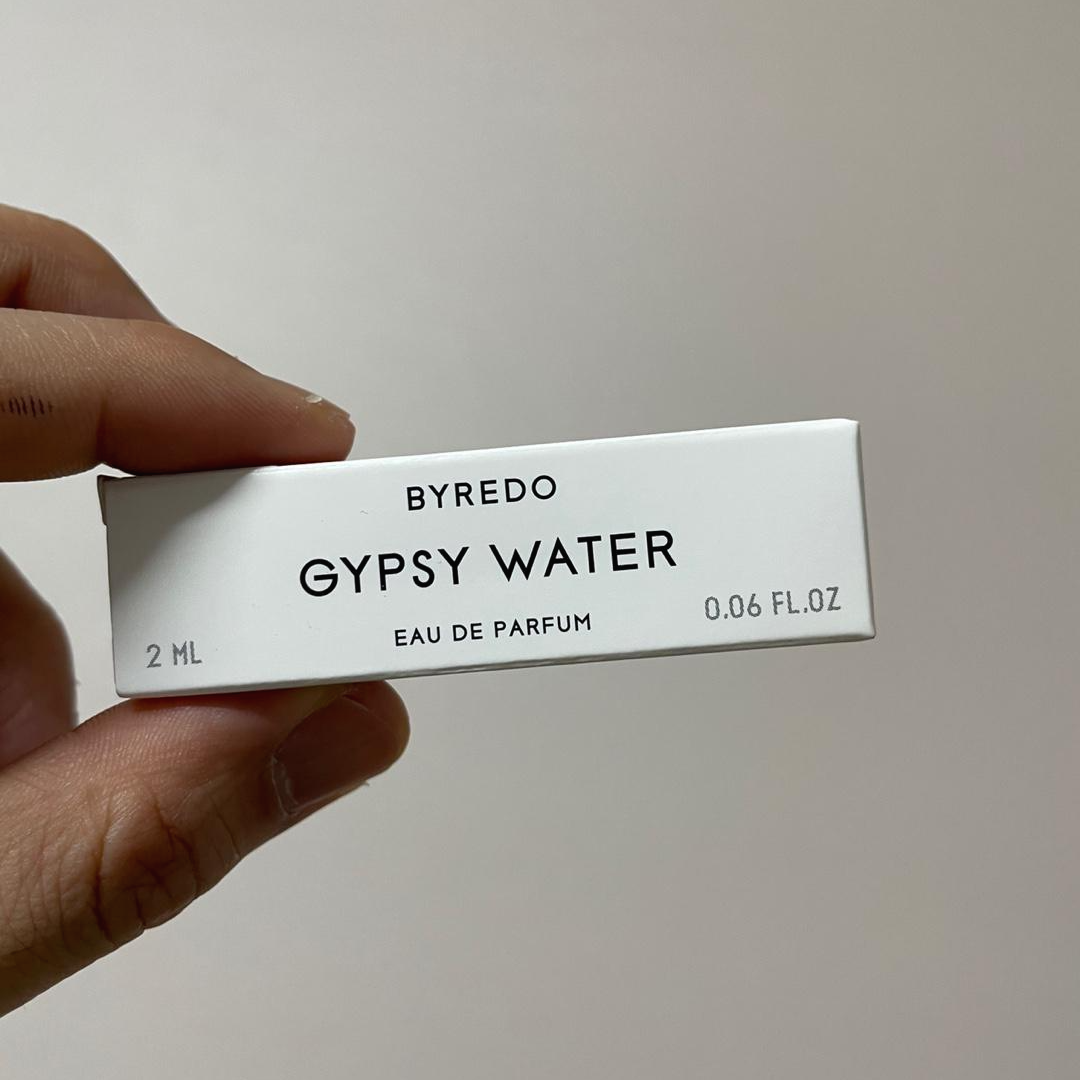 BYREDO
GYPSY WATER
EAU DE PARFUM
2 ML
0.06 FL.OZ